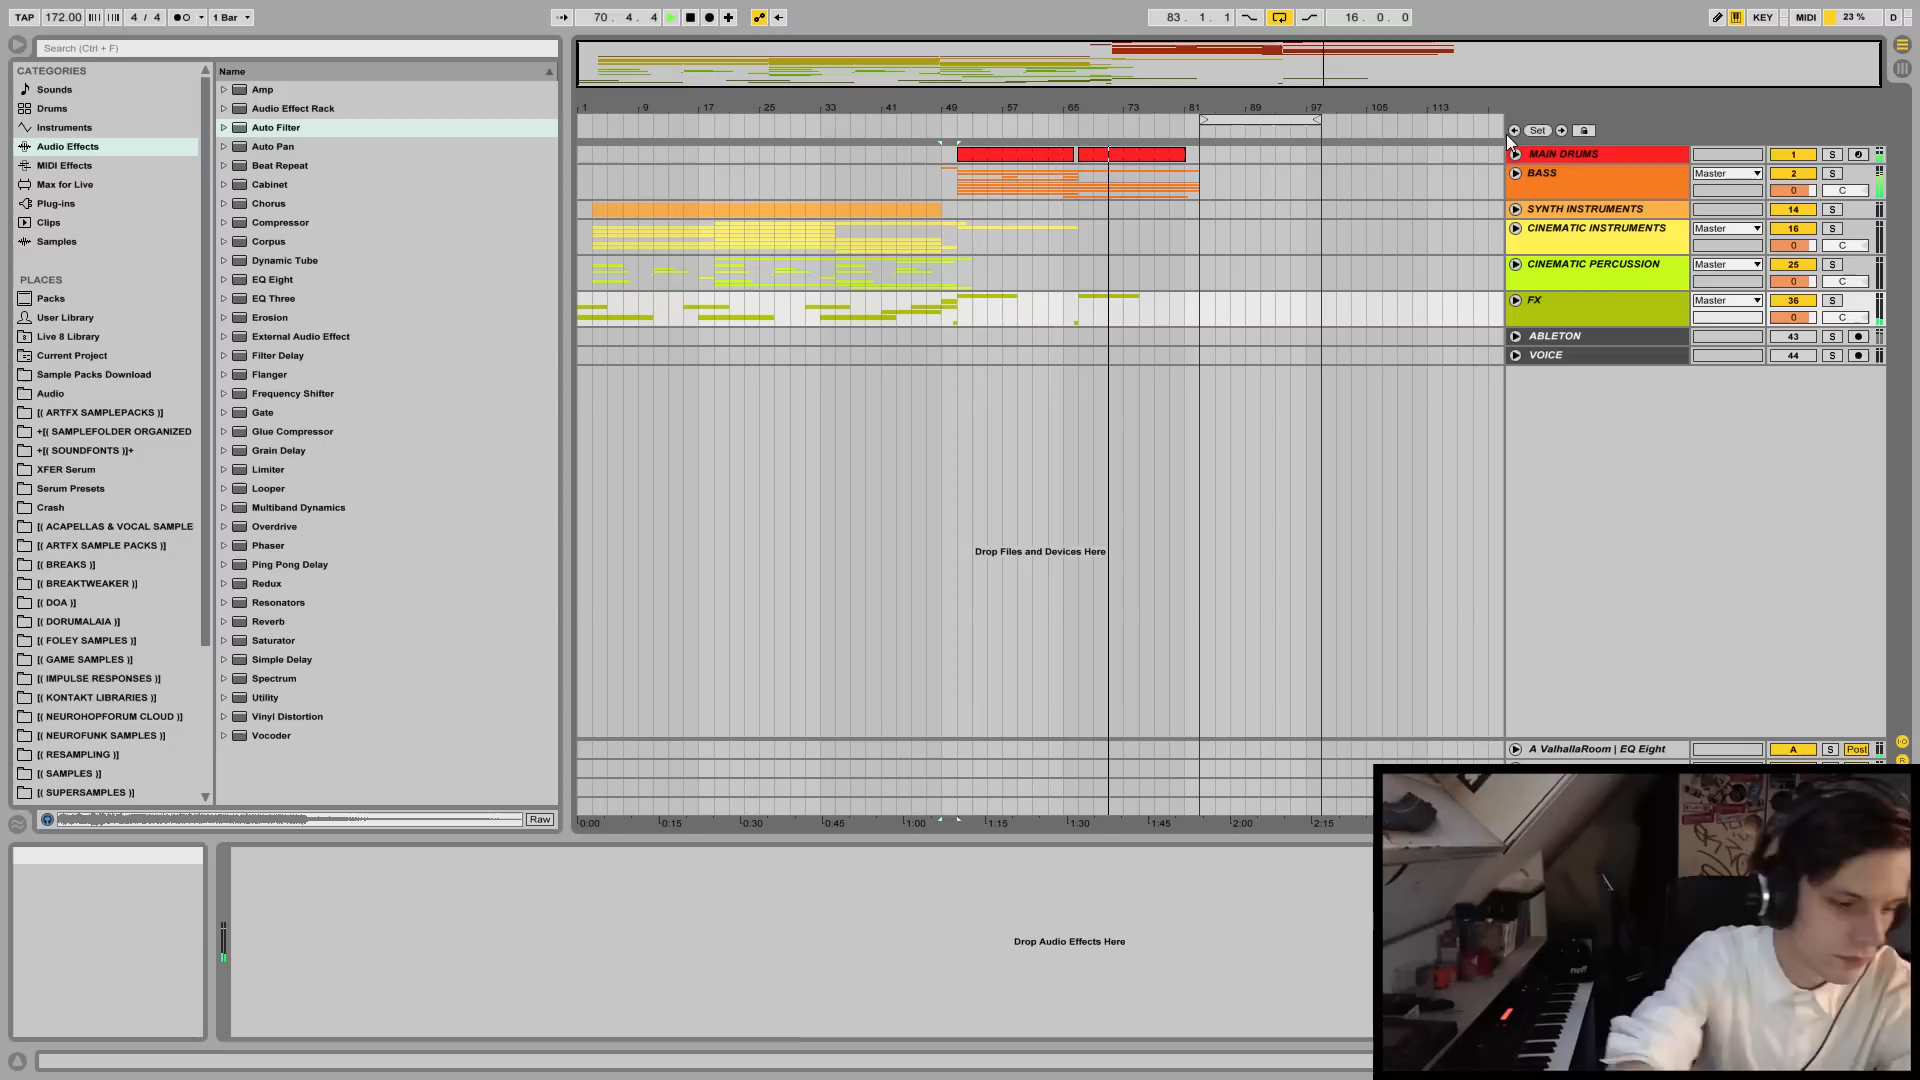 TAP 172.00 4 / 4 1 Bar 70. 4. 4 83. 1. 1 16. 0. 0 KEY MIDI 23 % D
Search (Ctrl + F)
CATEGORIES
Sounds
Drums
Instruments
Audio Effects
MIDI Effects
Max for Live
Plug-ins
Clips
Samples
PLACES
Packs
User Library
Live 8 Library
Current Project
Sample Packs Download
Audio
[( ARTFX SAMPLEPACKS )]
+[( SAMPLEFOLDER ORGANIZED
+[( SOUNDFONTS )]+
XFER Serum
Serum Presets
Crash
[( ACAPELLAS & VOCAL SAMPLE
[( ARTFX SAMPLE PACKS )]
[( BREAKS )]
[( BREAKTWEAKER )]
[( DOA )]
[( DORUMALAIA )]
[( FOLEY SAMPLES )]
[( GAME SAMPLES )]
[( IMPULSE RESPONSES )]
[( KONTAKT LIBRARIES )]
[( NEUROHOPFORUM CLOUD )]
[( NEUROFUNK SAMPLES )]
[( RESAMPLING )]
[( SAMPLES )]
[( SUPERSAMPLES )]
Raw
Name
Amp
Audio Effect Rack
Auto Filter
Auto Pan
Beat Repeat
Cabinet
Chorus
Compressor
Corpus
Dynamic Tube
EQ Eight
EQ Three
Erosion
External Audio Effect
Filter Delay
Flanger
Frequency Shifter
Gate
Glue Compressor
Grain Delay
Limiter
Looper
Multiband Dynamics
Overdrive
Phaser
Ping Pong Delay
Redux
Resonators
Reverb
Saturator
Simple Delay
Spectrum
Utility
Vinyl Distortion
Vocoder
1 9 17 25 33 41 49 57 65 73 81 89 97 105 113
Set
MAIN DRUMS 1 S
BASS Master 2 S
0 C
SYNTH INSTRUMENTS 14 S
CINEMATIC INSTRUMENTS Master 16 S
0 C
CINEMATIC PERCUSSION Master 25 S
0 C
FX Master 36 S
0 C
ABLETON 43 S
VOICE 44 S
Drop Files and Devices Here
A ValhallaRoom | EQ Eight A S Post
0:00 0:15 0:30 0:45 1:00 1:15 1:30 1:45 2:00 2:15
Drop Audio Effects Here
neff